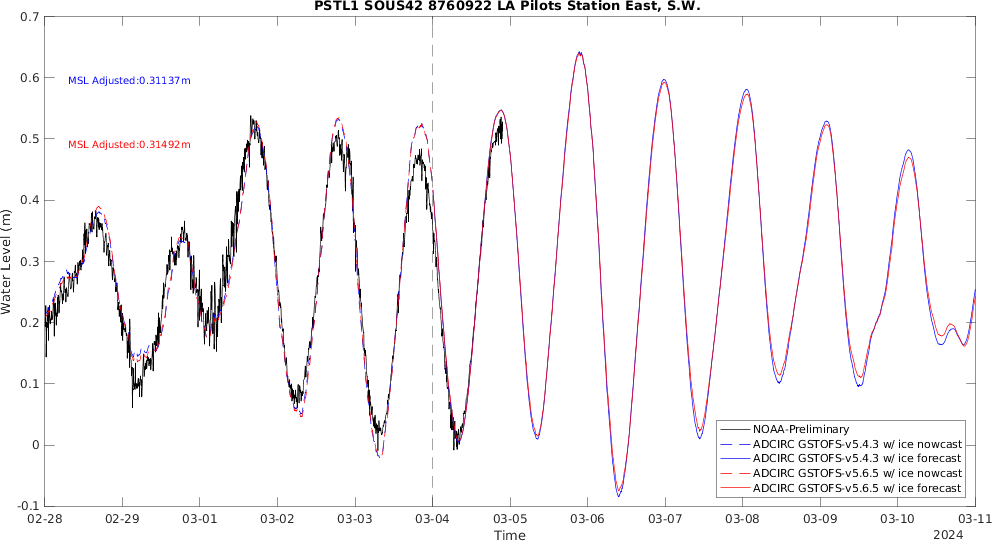 PSTL1 SOUS42 8760922 LA Pilots Station East, S.W.
0.7
0.6
0.5
0.4
0.3
0.2
0.1
0
-0.1
Water Level (m)
MSL Adjusted:0.31137m
MSL Adjusted:0.31492m
NOAA-Preliminary
ADCIRC GSTOFS-v5.4.3 w/ ice nowcast
ADCIRC GSTOFS-v5.4.3 w/ ice forecast
ADCIRC GSTOFS-v5.6.5 w/ ice nowcast
ADCIRC GSTOFS-v5.6.5 w/ ice forecast
02-28 02-29 03-01 03-02 03-03 03-04 03-05 03-06 03-07 03-08 03-09 03-10 03-11
Time
2024